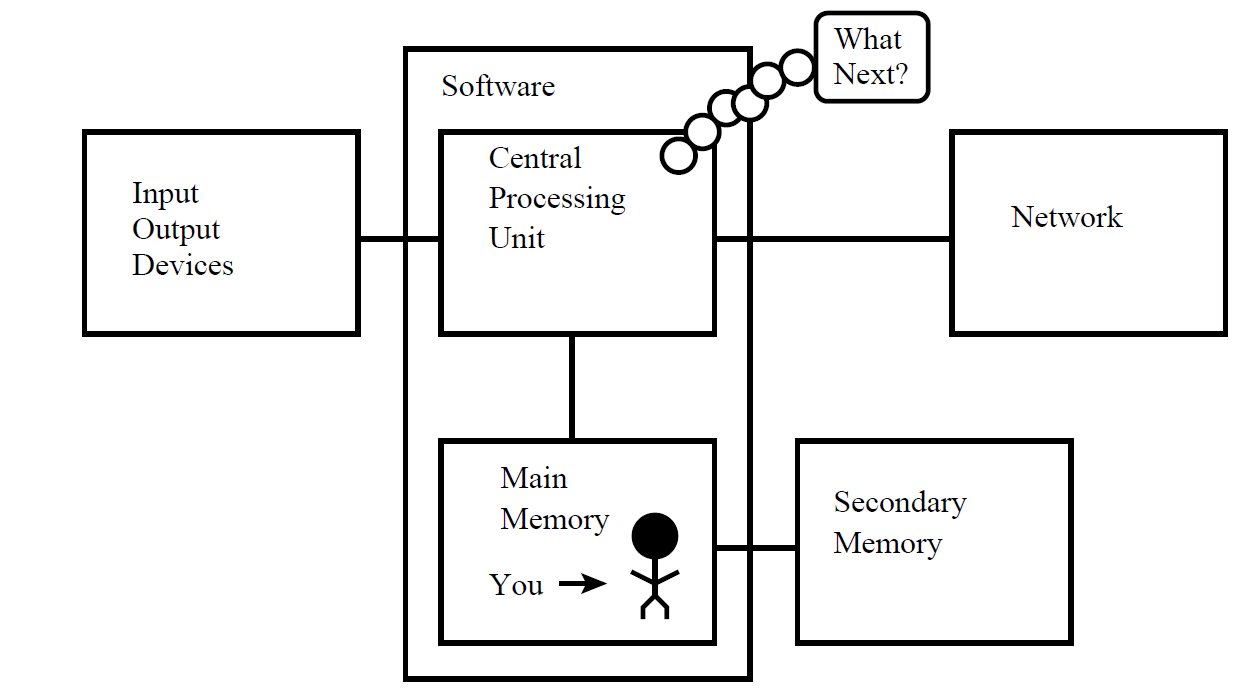 What
Next?
Software
Input
Output
Devices
Central
Processing
Unit
Network
Main
Memory
You
Secondary
Memory